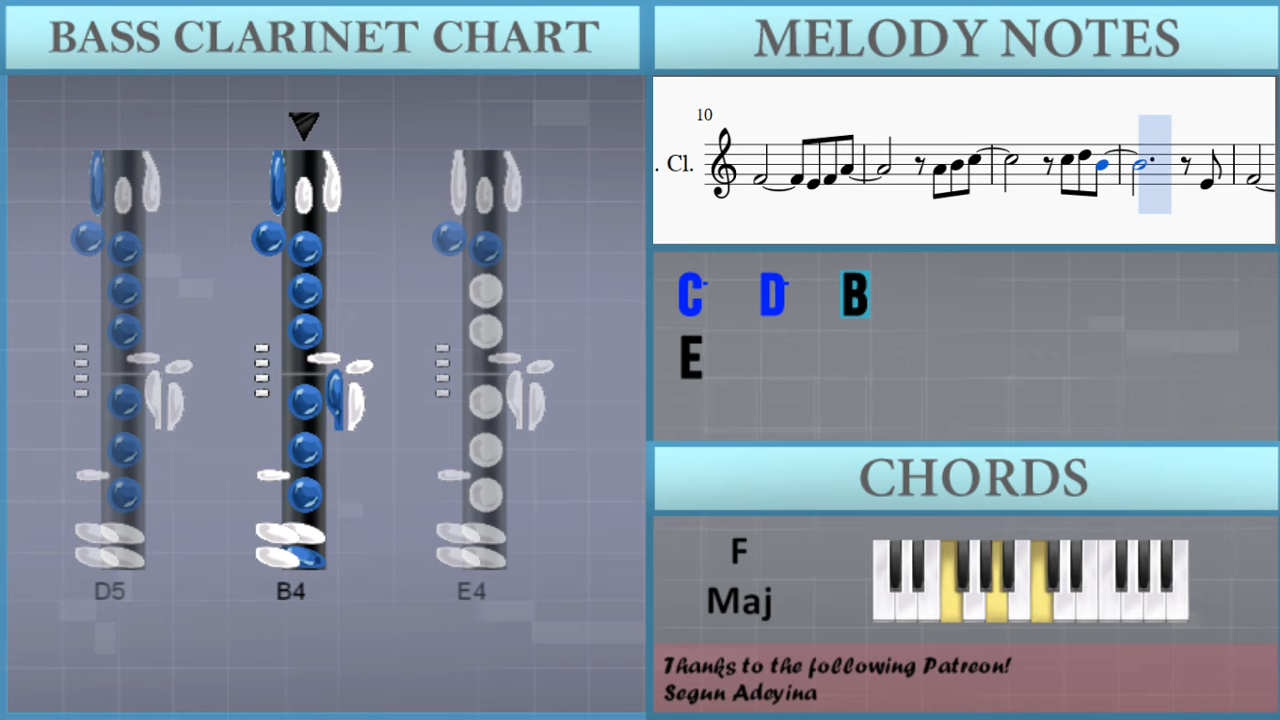 BASS CLARINET CHART
D5 B4 E4
MELODY NOTES
10
. Cl.
C D B
E
CHORDS
F
Maj
Thanks to the following Patreon!
Segun Adeyina